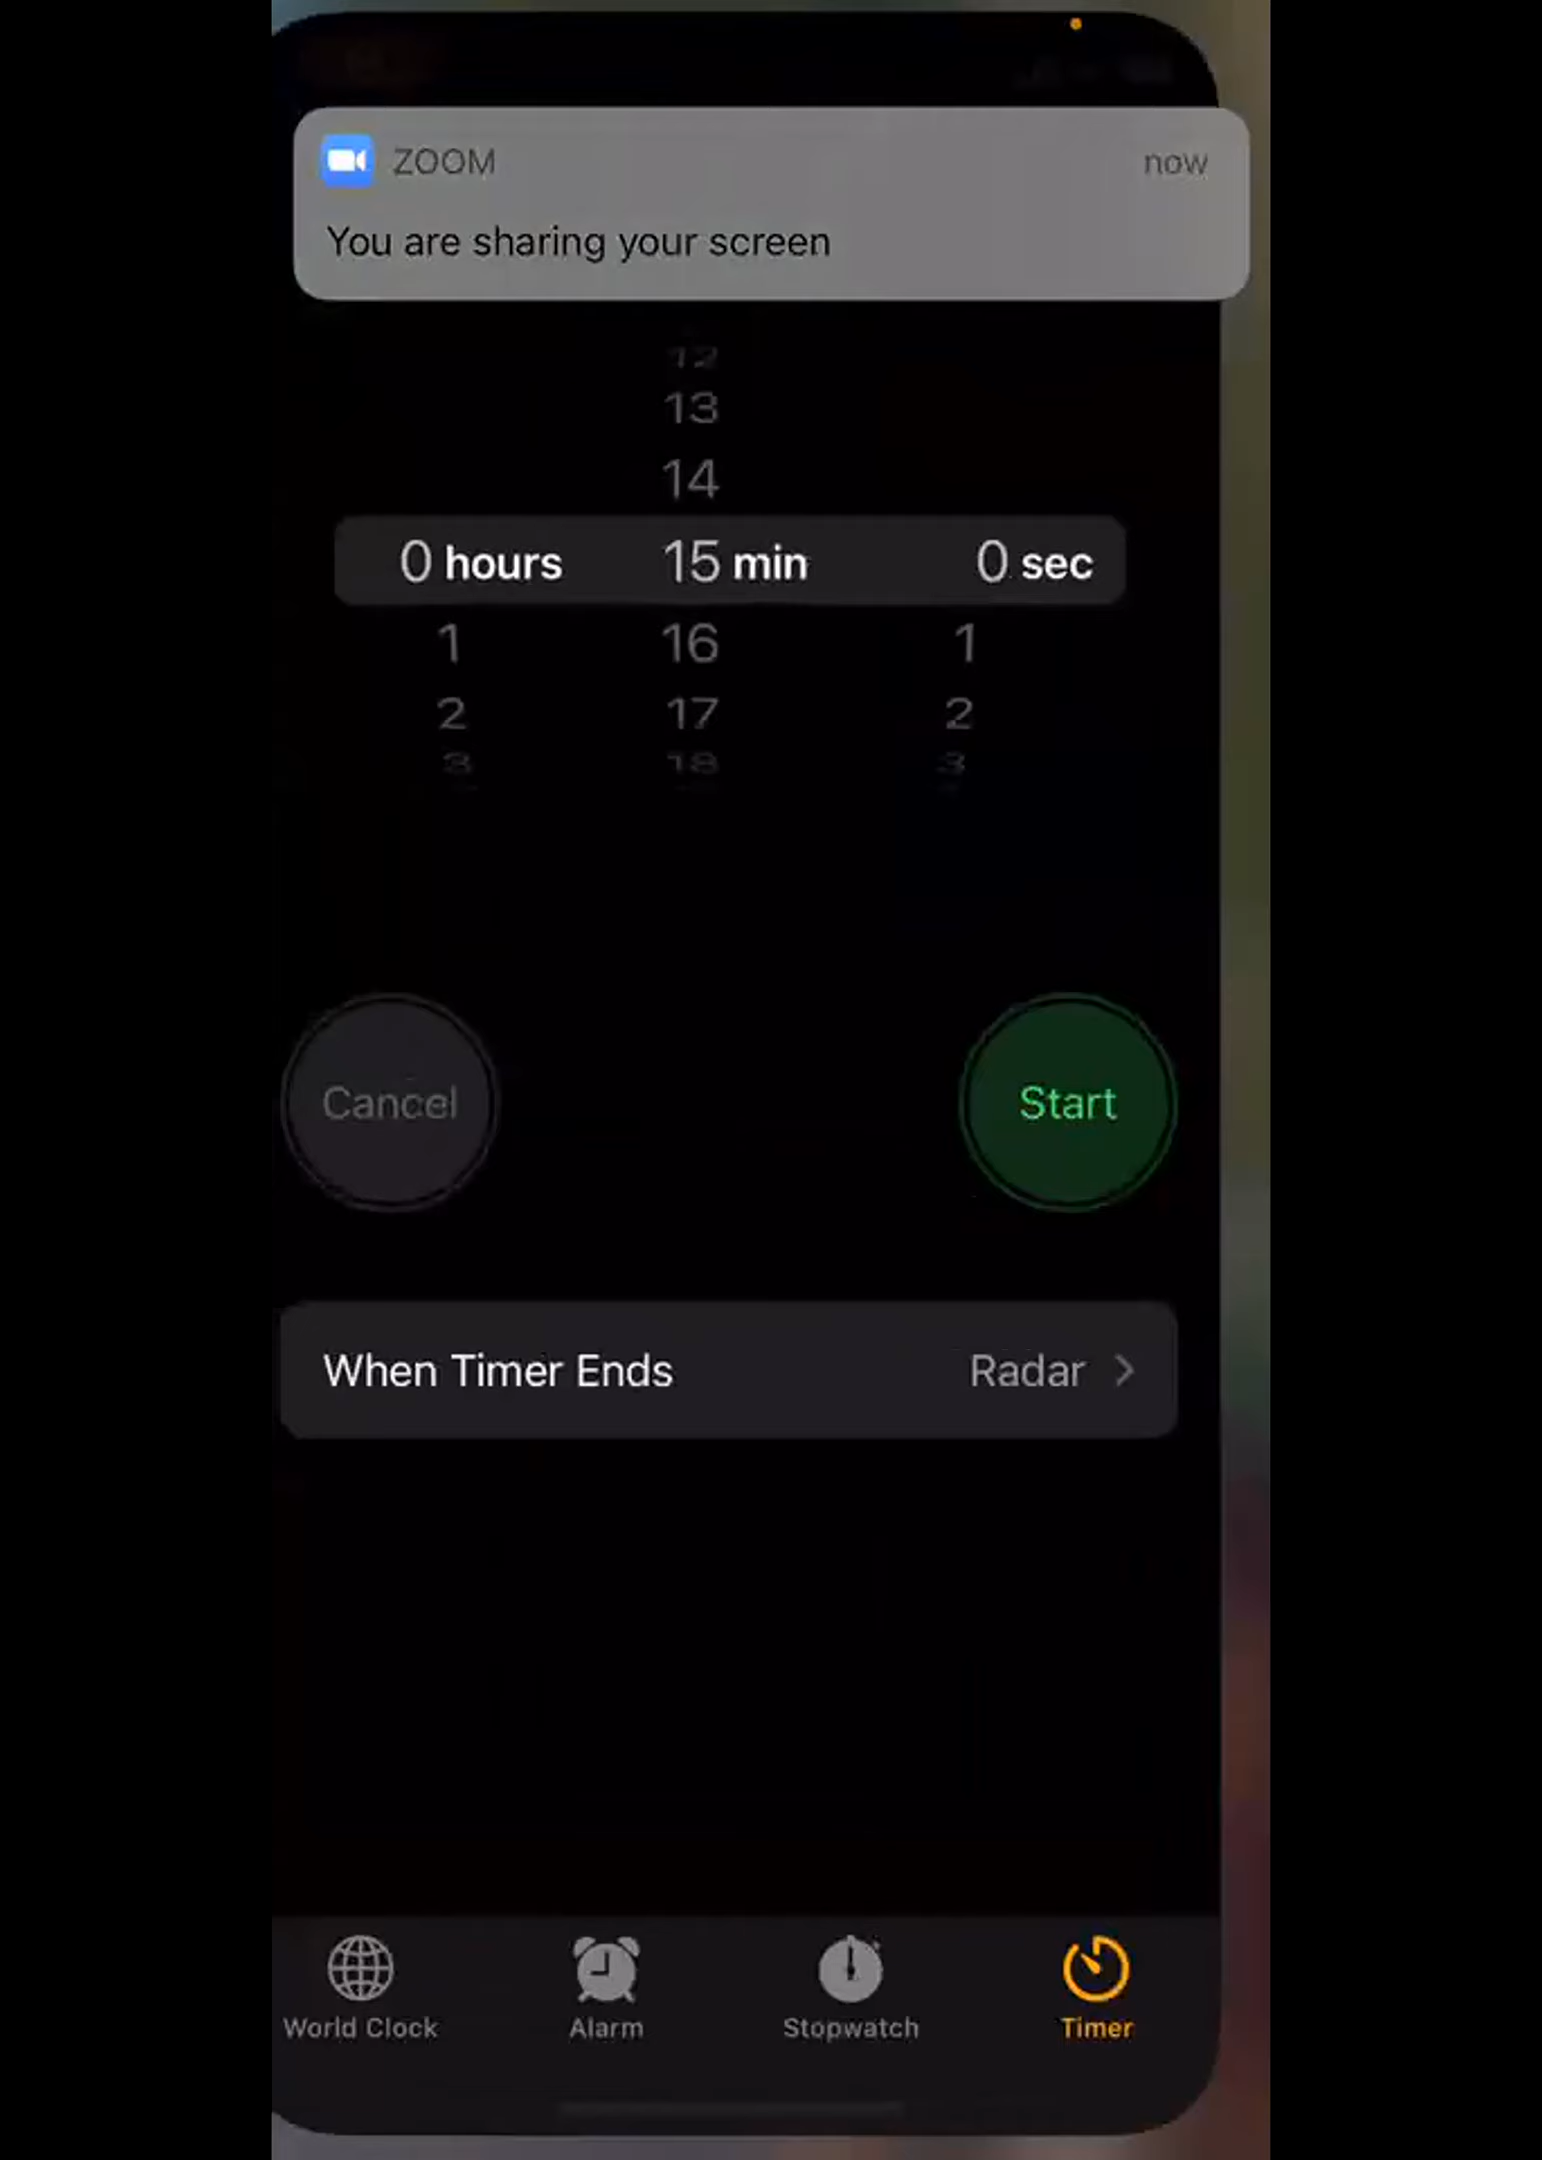 ZOOM now
You are sharing your screen
12
13
14
0 hours 15 min 0 sec
1 16 1
2 17 2
3 18 3
Cancel Start
When Timer Ends Radar
World Clock Alarm Stopwatch Timer